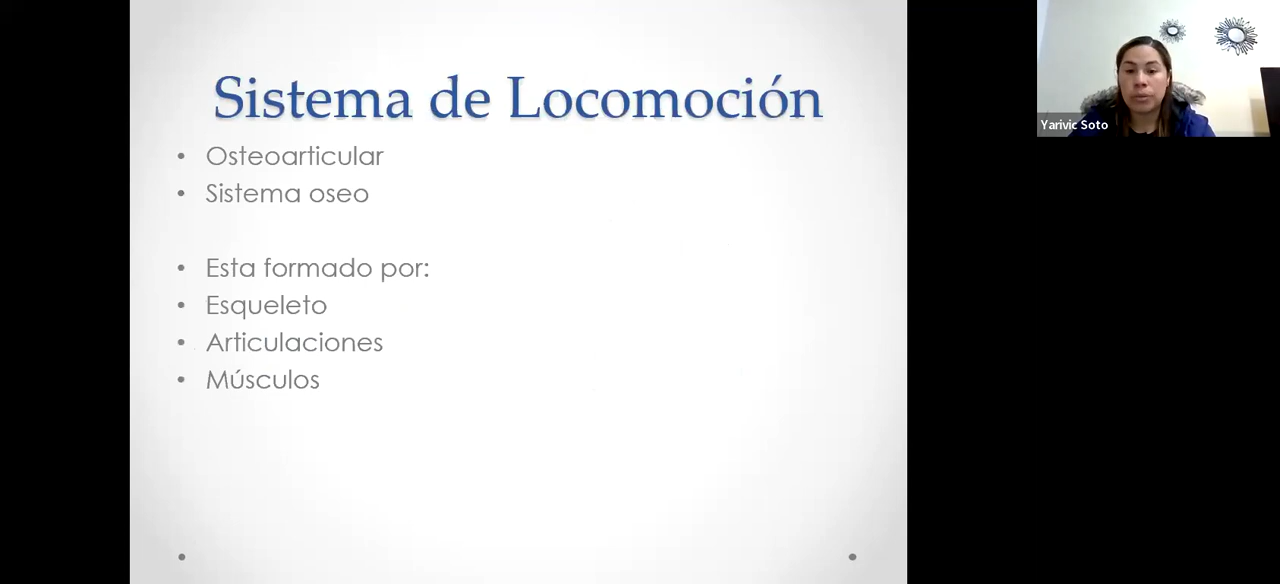 Sistema de Locomoción
• Osteoarticular
• Sistema oseo
• Esta formado por:
• Esqueleto
• Articulaciones
• Músculos
Yarivic Soto